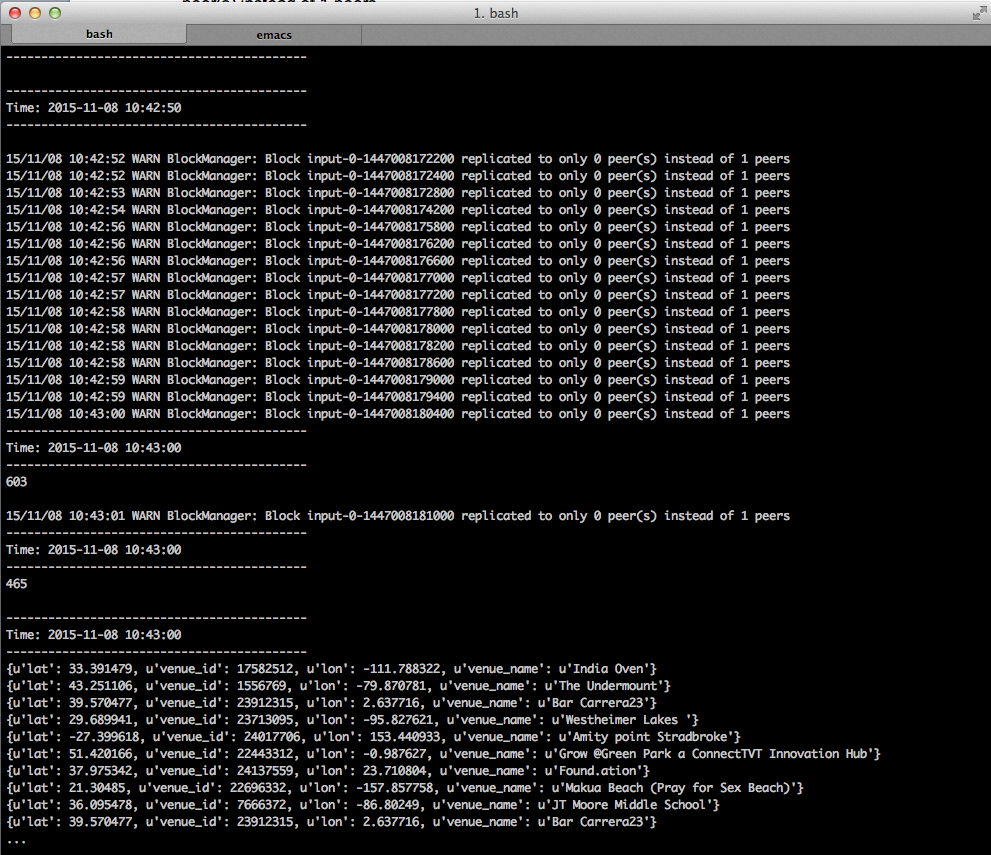 peer(s) instead of 1 peers
1. bash
bash
emacs
-------------------------------------------
-------------------------------------------
Time: 2015-11-08 10:42:50
-------------------------------------------
15/11/08 10:42:52 WARN BlockManager: Block input-0-1447008172200 replicated to only 0 peer(s) instead of 1 peers
15/11/08 10:42:52 WARN BlockManager: Block input-0-1447008172400 replicated to only 0 peer(s) instead of 1 peers
15/11/08 10:42:53 WARN BlockManager: Block input-0-1447008172800 replicated to only 0 peer(s) instead of 1 peers
15/11/08 10:42:54 WARN BlockManager: Block input-0-1447008174200 replicated to only 0 peer(s) instead of 1 peers
15/11/08 10:42:56 WARN BlockManager: Block input-0-1447008175800 replicated to only 0 peer(s) instead of 1 peers
15/11/08 10:42:56 WARN BlockManager: Block input-0-1447008176200 replicated to only 0 peer(s) instead of 1 peers
15/11/08 10:42:56 WARN BlockManager: Block input-0-1447008176600 replicated to only 0 peer(s) instead of 1 peers
15/11/08 10:42:57 WARN BlockManager: Block input-0-1447008177000 replicated to only 0 peer(s) instead of 1 peers
15/11/08 10:42:57 WARN BlockManager: Block input-0-1447008177200 replicated to only 0 peer(s) instead of 1 peers
15/11/08 10:42:58 WARN BlockManager: Block input-0-1447008177800 replicated to only 0 peer(s) instead of 1 peers
15/11/08 10:42:58 WARN BlockManager: Block input-0-1447008178000 replicated to only 0 peer(s) instead of 1 peers
15/11/08 10:42:58 WARN BlockManager: Block input-0-1447008178200 replicated to only 0 peer(s) instead of 1 peers
15/11/08 10:42:58 WARN BlockManager: Block input-0-1447008178600 replicated to only 0 peer(s) instead of 1 peers
15/11/08 10:42:59 WARN BlockManager: Block input-0-1447008179000 replicated to only 0 peer(s) instead of 1 peers
15/11/08 10:42:59 WARN BlockManager: Block input-0-1447008179400 replicated to only 0 peer(s) instead of 1 peers
15/11/08 10:43:00 WARN BlockManager: Block input-0-1447008180400 replicated to only 0 peer(s) instead of 1 peers
-------------------------------------------
Time: 2015-11-08 10:43:00
-------------------------------------------
603
15/11/08 10:43:01 WARN BlockManager: Block input-0-1447008181000 replicated to only 0 peer(s) instead of 1 peers
-------------------------------------------
Time: 2015-11-08 10:43:00
-------------------------------------------
465
-------------------------------------------
Time: 2015-11-08 10:43:00
-------------------------------------------
{u'lat': 33.391479, u'venue_id': 17582512, u'lon': -111.788322, u'venue_name': u'India Oven'}
{u'lat': 43.251106, u'venue_id': 1556769, u'lon': -79.870781, u'venue_name': u'The Undermount'}
{u'lat': 39.570477, u'venue_id': 23912315, u'lon': 2.637716, u'venue_name': u'Bar Carrera23'}
{u'lat': 29.689941, u'venue_id': 23713095, u'lon': -95.827621, u'venue_name': u'Westheimer Lakes '}
{u'lat': -27.399618, u'venue_id': 24017706, u'lon': 153.440933, u'venue_name': u'Amity point Stradbroke'}
{u'lat': 51.420166, u'venue_id': 22443312, u'lon': -0.987627, u'venue_name': u'Grow @Green Park a ConnectTVT Innovation Hub'}
{u'lat': 37.975342, u'venue_id': 24137559, u'lon': 23.710804, u'venue_name': u'Found.ation'}
{u'lat': 21.30485, u'venue_id': 22696332, u'lon': -157.857758, u'venue_name': u'Makua Beach (Pray for Sex Beach)'}
{u'lat': 36.095478, u'venue_id': 7666372, u'lon': -86.80249, u'venue_name': u'JT Moore Middle School'}
{u'lat': 39.570477, u'venue_id': 23912315, u'lon': 2.637716, u'venue_name': u'Bar Carrera23'}
...